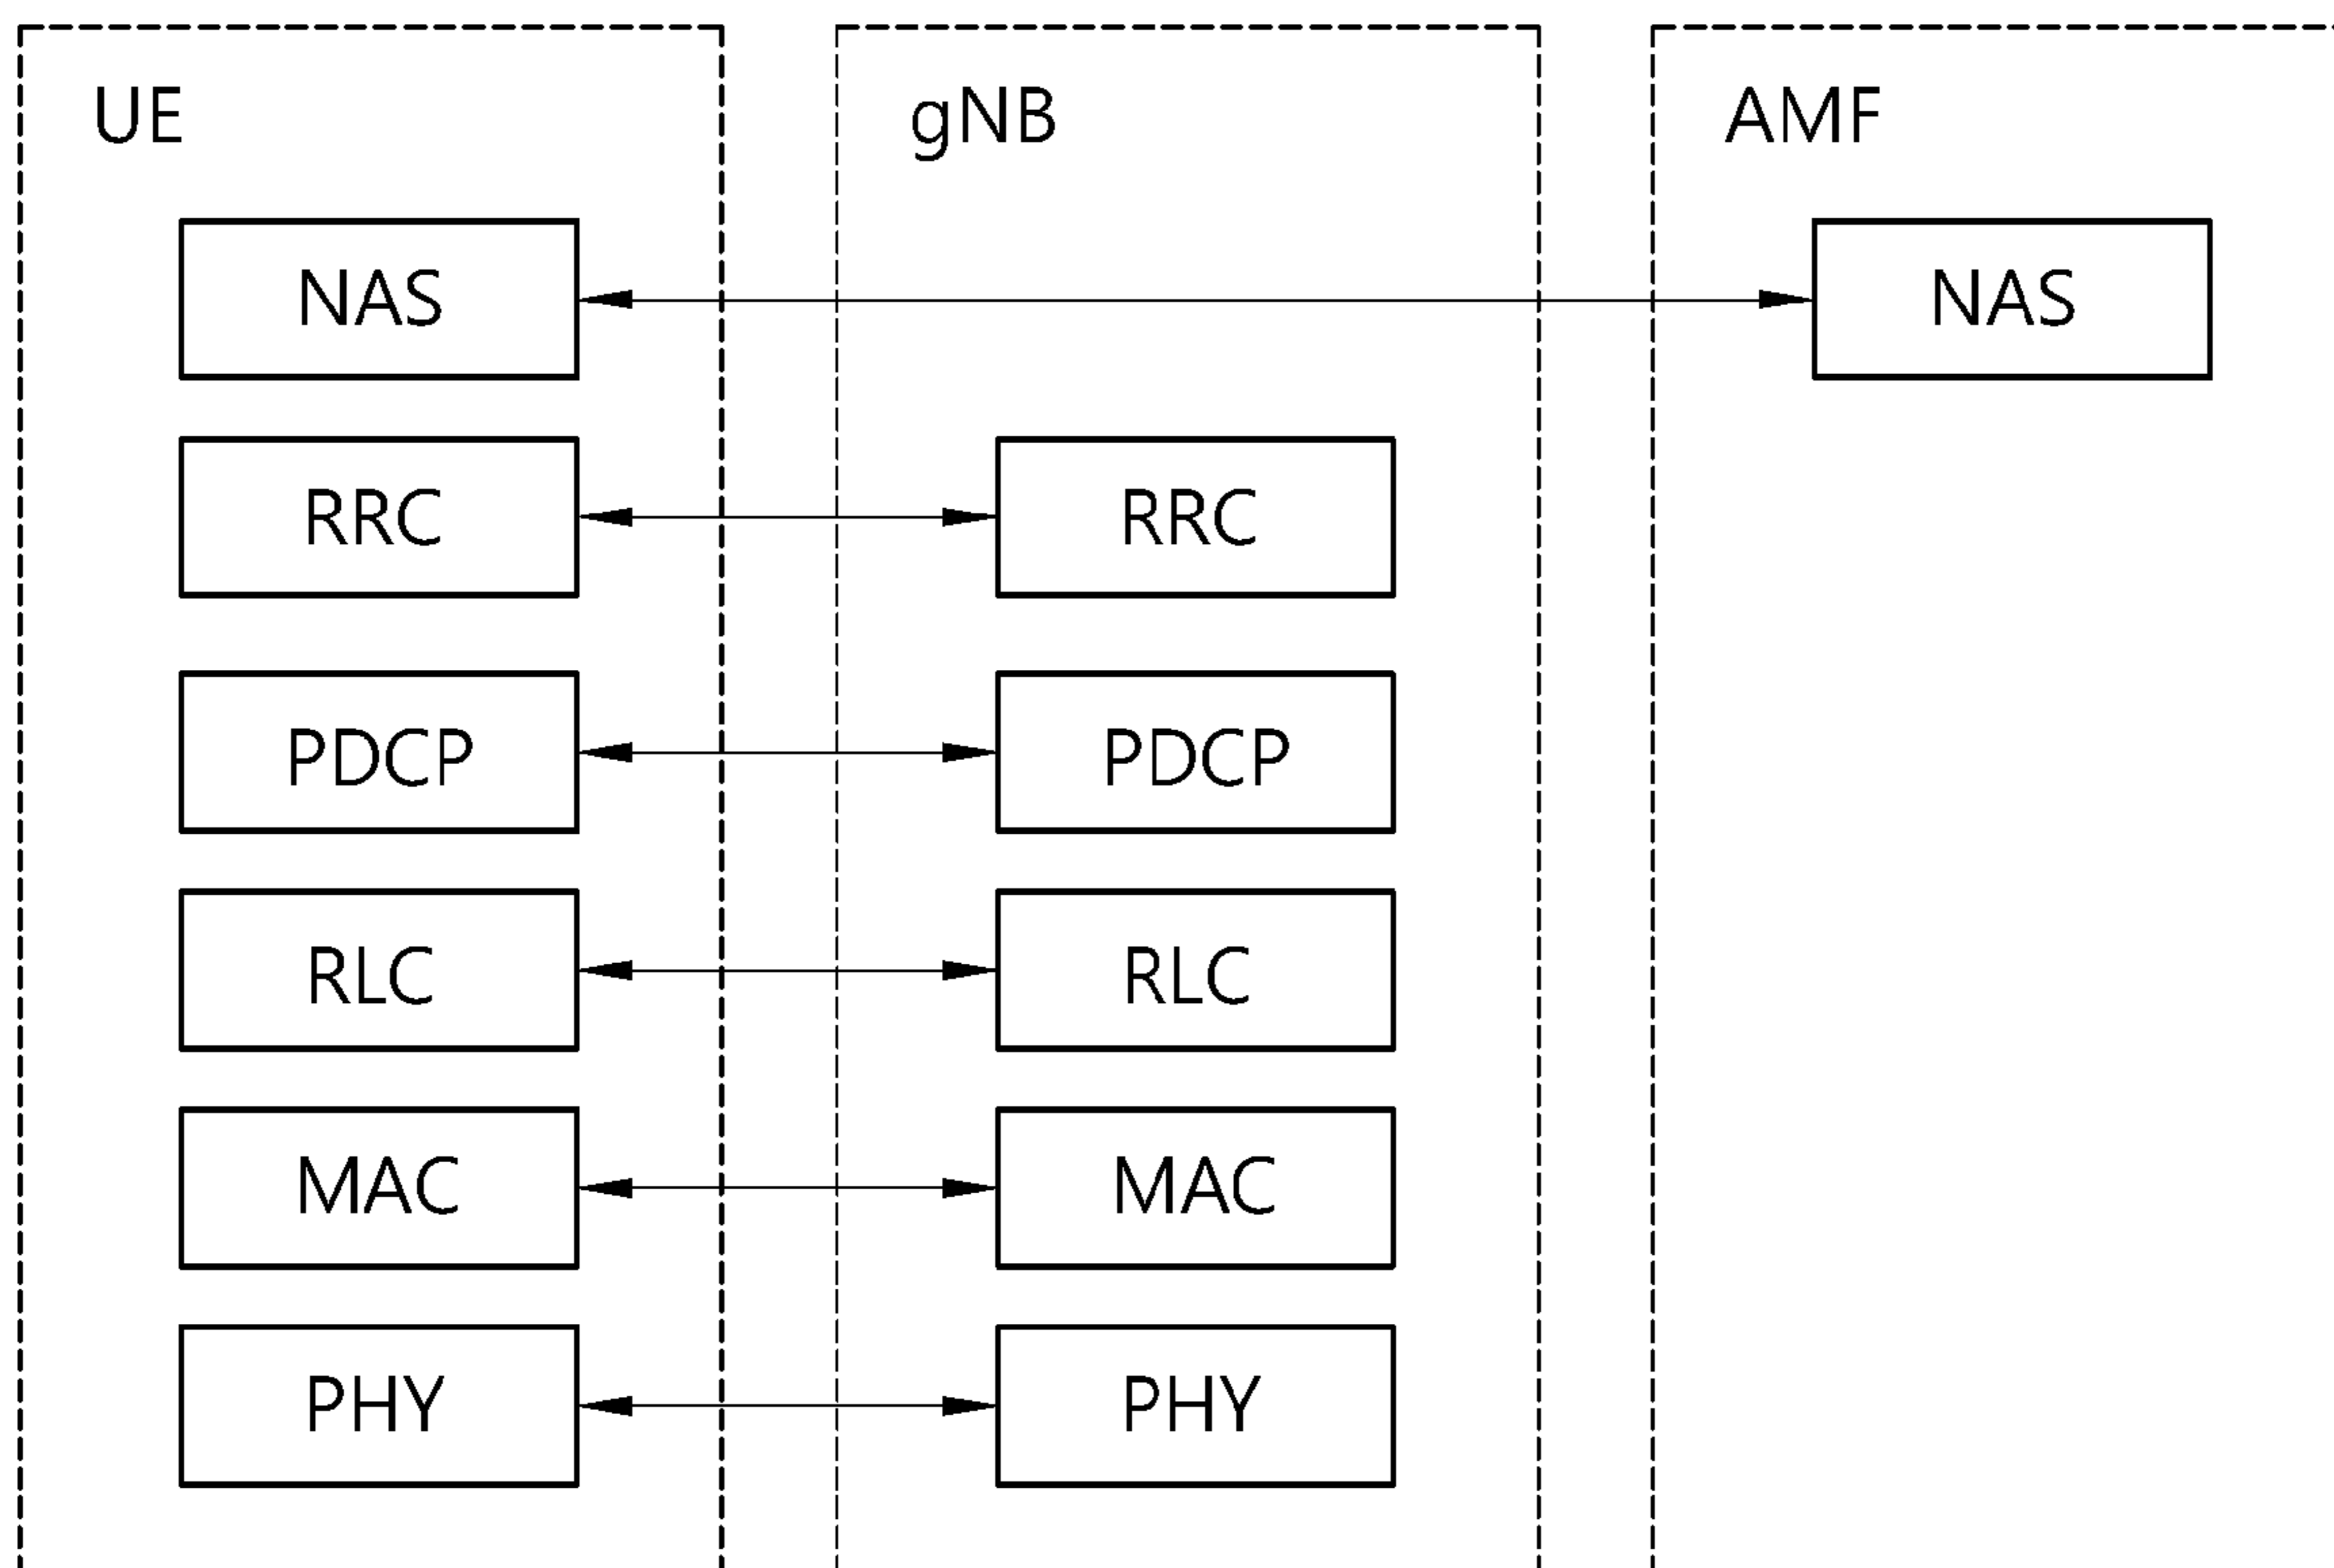 UE
gNB
AMF
NAS
NAS
RRC
RRC
PDCP
PDCP
RLC
RLC
MAC
MAC
PHY
PHY